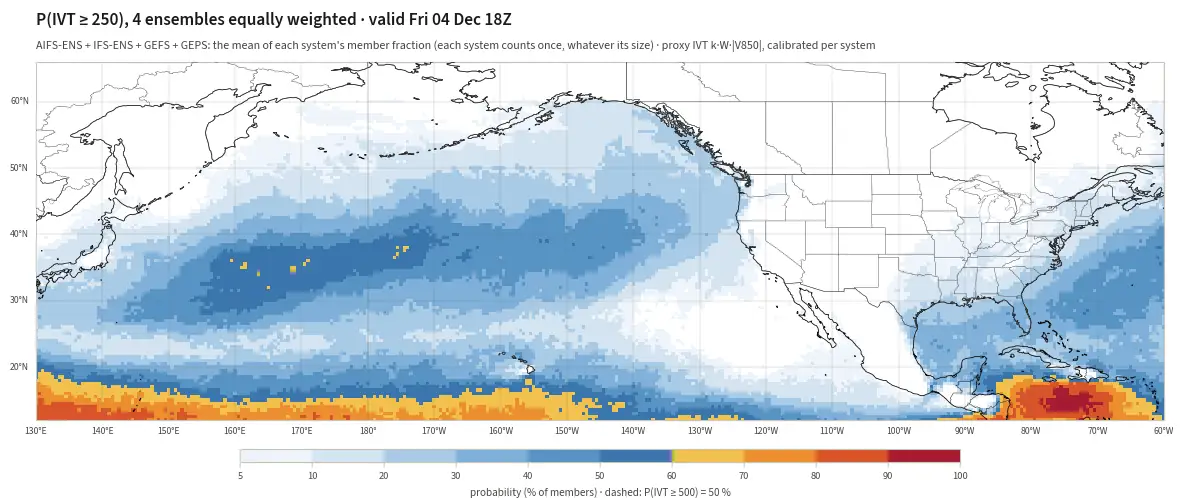 P(IVT ≥ 250), 4 ensembles equally weighted · valid Fri 04 Dec 18Z
AIFS-ENS + IFS-ENS + GEFS + GEPS: the mean of each system's member fraction (each system counts once, whatever its size) · proxy IVT k·W·|V850|, calibrated per system
60°N
50°N
40°N
30°N
20°N
130°E 140°E 150°E 160°E 170°E 180° 170°W 160°W 150°W 140°W 130°W 120°W 110°W 100°W 90°W 80°W 70°W 60°W
5 10 20 30 40 50 60 70 80 90 100
probability (% of members) · dashed: P(IVT ≥ 500) = 50 %